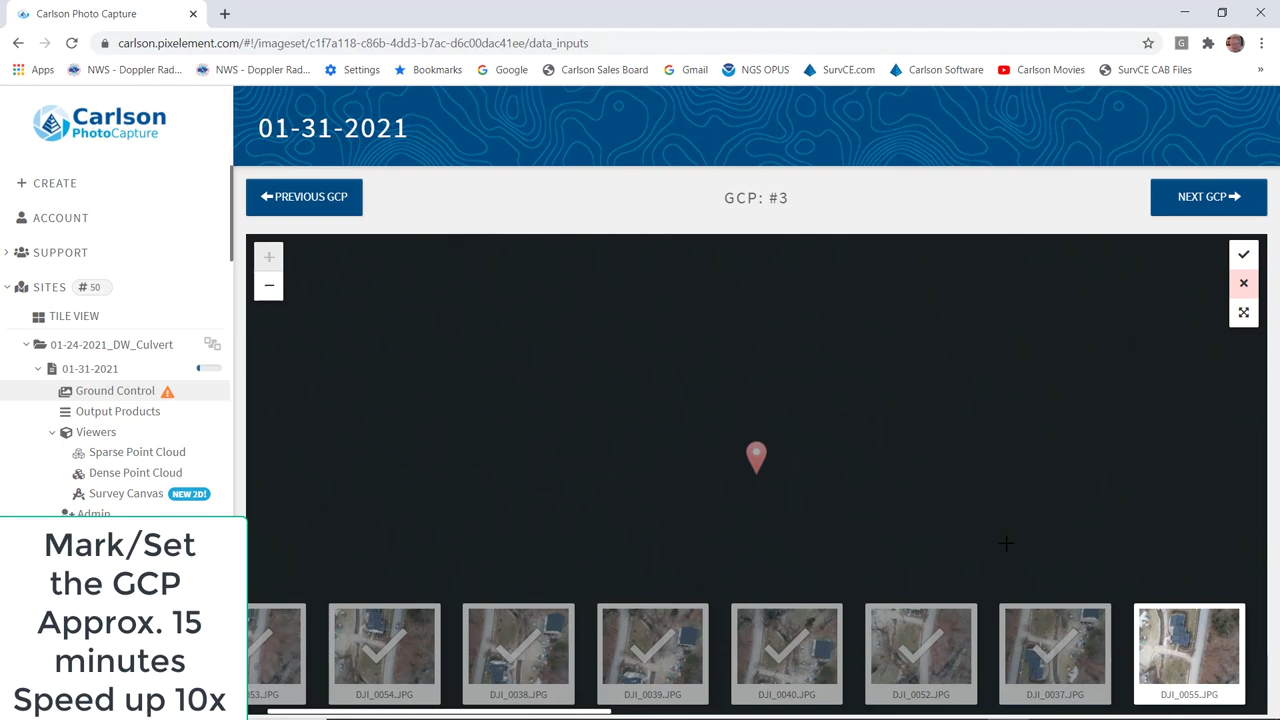 Carlson Photo Capture
carlson.pixelement.com/#!/imageset/c1f7a118-c86b-4dd3-b7ac-d6c00dac41ee/data_inputs
G
Apps
NWS - Doppler Rad...
NWS - Doppler Rad...
Settings
Bookmarks
Google
Carlson Sales Board
Gmail
NGS OPUS
SurvCE.com
Carlson Software
Carlson Movies
SurvCE CAB Files
»
Carlson
PhotoCapture
01-31-2021
CREATE
ACCOUNT
SUPPORT
SITES # 50
TILE VIEW
01-24-2021_DW_Culvert
01-31-2021
Ground Control
Output Products
Viewers
Sparse Point Cloud
Dense Point Cloud
Survey Canvas NEW 2D!
Admin
PREVIOUS GCP
GCP: #3
NEXT GCP
Mark/Set
the GCP
Approx. 15
minutes
Speed up 10x
53.JPG
DJI_0054.JPG
DJI_0038.JPG
DJI_0039.JPG
DJI_0040.JPG
DJI_0052.JPG
DJI_0037.JPG
DJI_0055.JPG